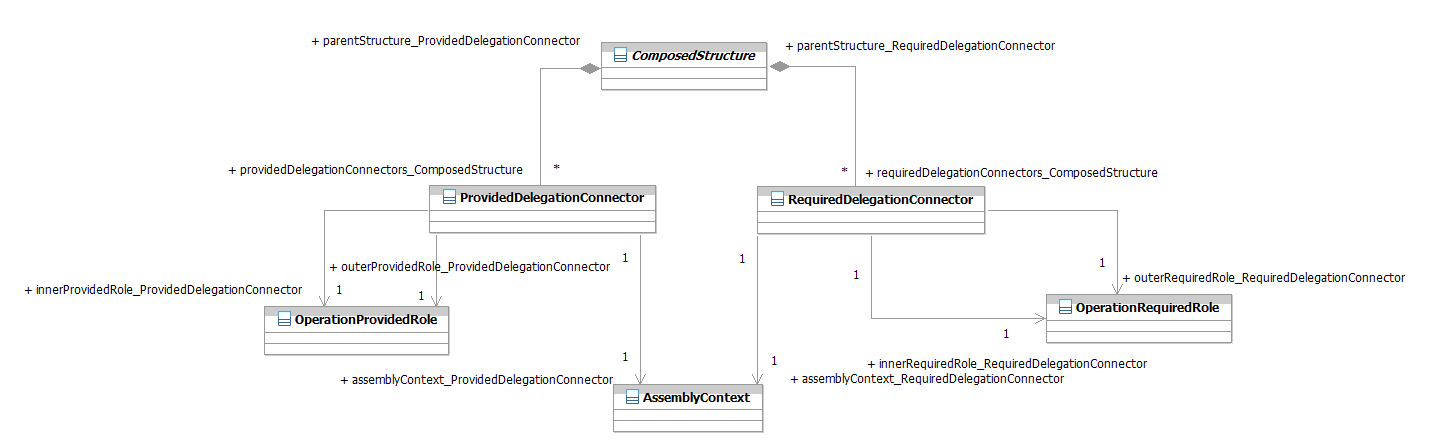 + parentStructure_ProvidedDelegationConnector
ComposedStructure
+ parentStructure_RequiredDelegationConnector
+ providedDelegationConnectors_ComposedStructure
*
*
+ requiredDelegationConnectors_ComposedStructure
ProvidedDelegationConnector
RequiredDelegationConnector
1
1
+ outerProvidedRole_ProvidedDelegationConnector
1
1
+ outerRequiredRole_RequiredDelegationConnector
+ innerProvidedRole_ProvidedDelegationConnector
1
1
OperationProvidedRole
OperationRequiredRole
1
1
1
+ innerRequiredRole_RequiredDelegationConnector
+ assemblyContext_ProvidedDelegationConnector
+ assemblyContext_RequiredDelegationConnector
AssemblyContext